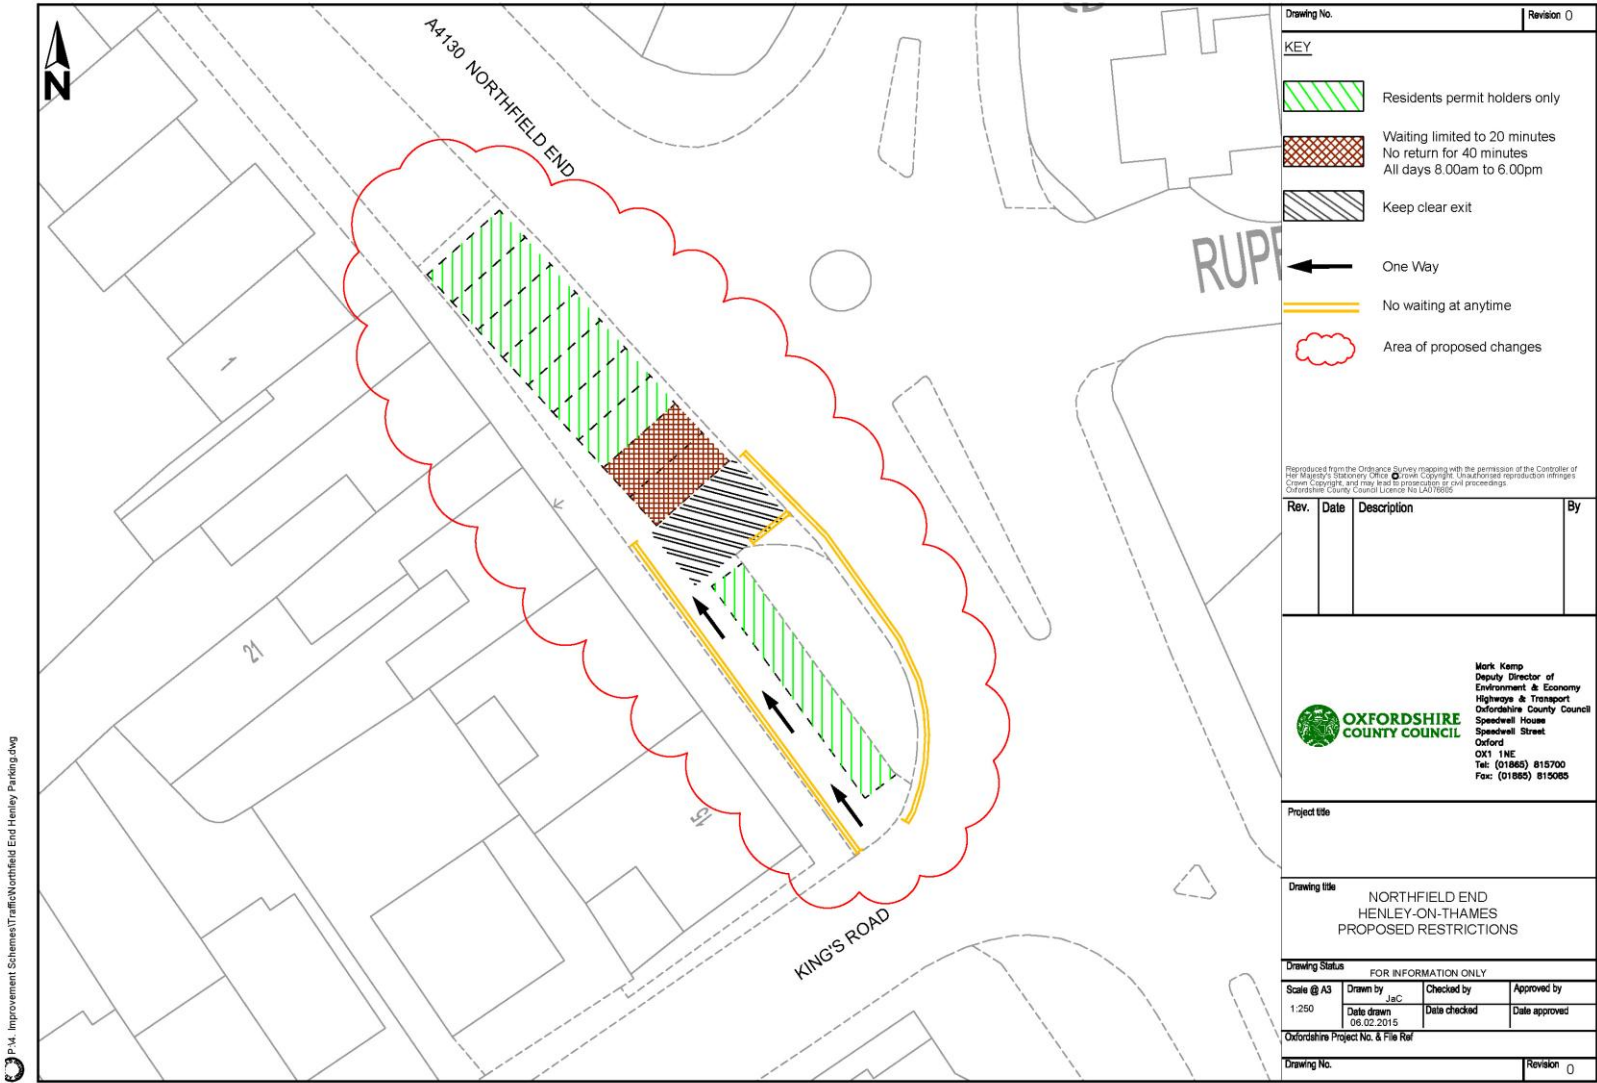 Drawing No.
Revision 0
KEY
Residents permit holders only
Waiting limited to 20 minutes
No return for 40 minutes
All days 8.00am to 6.00pm
Keep clear exit
One Way
No waiting at anytime
Area of proposed changes
Reproduced from the Ordnance Survey mapping with the permission of the Controller of
Her Majesty's Stationery Office Crown Copyright. Unauthorised reproduction infringes
Crown Copyright, and may lead to prosecution or civil proceedings.
Oxfordshire County Council Licence No LA076805
Rev. Date Description By
OXFORDSHIRE
COUNTY COUNCIL
Mark Kemp
Deputy Director of
Environment & Economy
Highways & Transport
Oxfordshire County Council
Speedwell House
Speedwell Street
Oxford
OX1 1NE
Tel: (01865) 815700
Fax: (01865) 815085
Project title
Drawing title
NORTHFIELD END
HENLEY-ON-THAMES
PROPOSED RESTRICTIONS
Drawing Status
FOR INFORMATION ONLY
Scale @ A3
1:250
Drawn by
JaC
Checked by
Approved by
Date drawn
06.02.2015
Date checked
Date approved
Oxfordshire Project No. & File Ref
Drawing No.
Revision 0
N
A4130 NORTHFIELD END
RUP
1
21
15
KING'S ROAD
P:\4. Improvement Schemes\Traffic\Northfield End Henley Parking.dwg